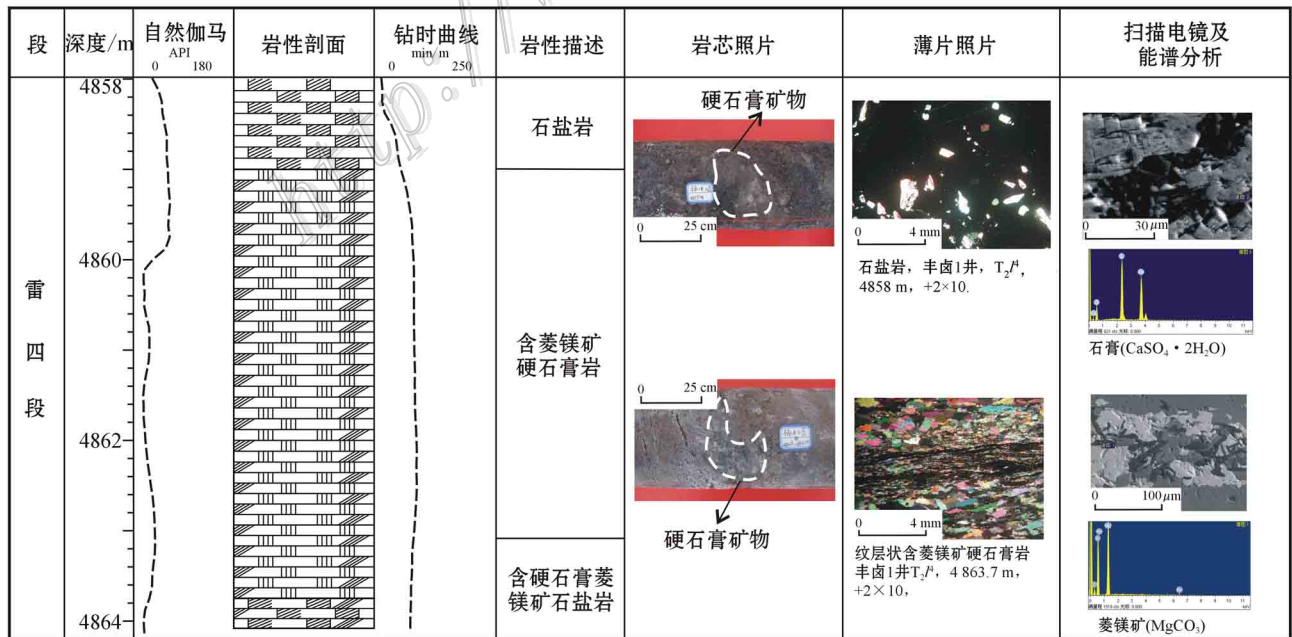 段
深度/m
自然伽马
API
0 180
岩性剖面
钻时曲线
min/m
0 250
岩性描述
岩芯照片
薄片照片
扫描电镜及
能谱分析
雷
四
段
4858
4860
4862
4864
石盐岩
含菱镁矿
硬石膏岩
含硬石膏菱
镁矿石盐岩
硬石膏矿物
0 25 cm
0 25 cm
硬石膏矿物
0 4 mm
石盐岩，丰卤1井，T₂l⁴，
4858 m，+2×10.
0 4 mm
纹层状含菱镁矿硬石膏岩
丰卤1井T₂l⁴，4 863.7 m，
+2×10，
0 30 μm
石膏(CaSO₄・2H₂O)
0 100 μm
菱镁矿(MgCO₃)
http://